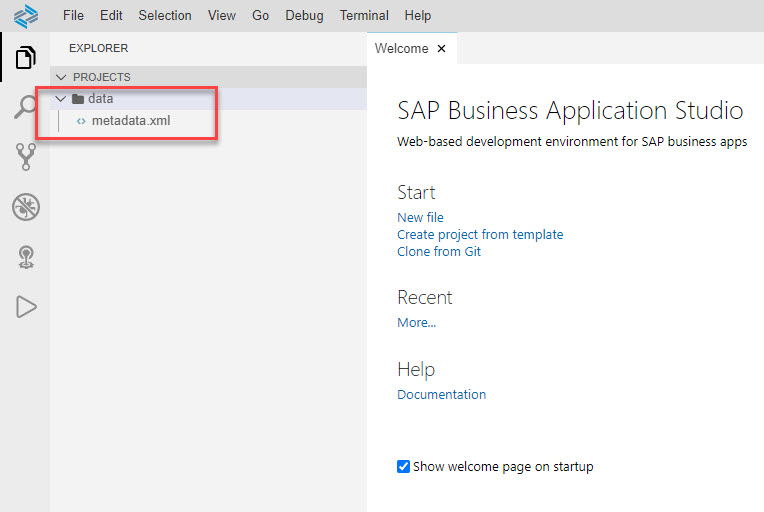 File Edit Selection View Go Debug Terminal Help
EXPLORER
PROJECTS
data
metadata.xml
Welcome
SAP Business Application Studio
Web-based development environment for SAP business apps
Start
New file
Create project from template
Clone from Git
Recent
More...
Help
Documentation
Show welcome page on startup